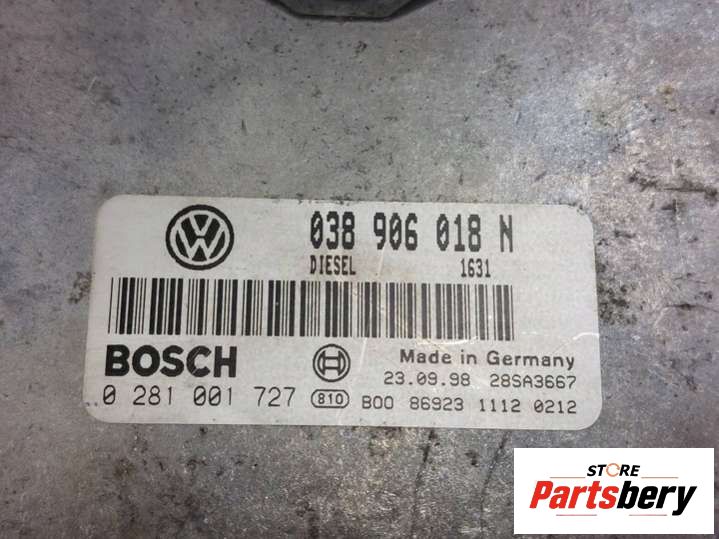 VW
038 906 018 N
DIESEL 1631
BOSCH
Made in Germany
23.09.98 28SA3667
0 281 001 727 810 B00 86923 1112 0212
STORE
Partsbery